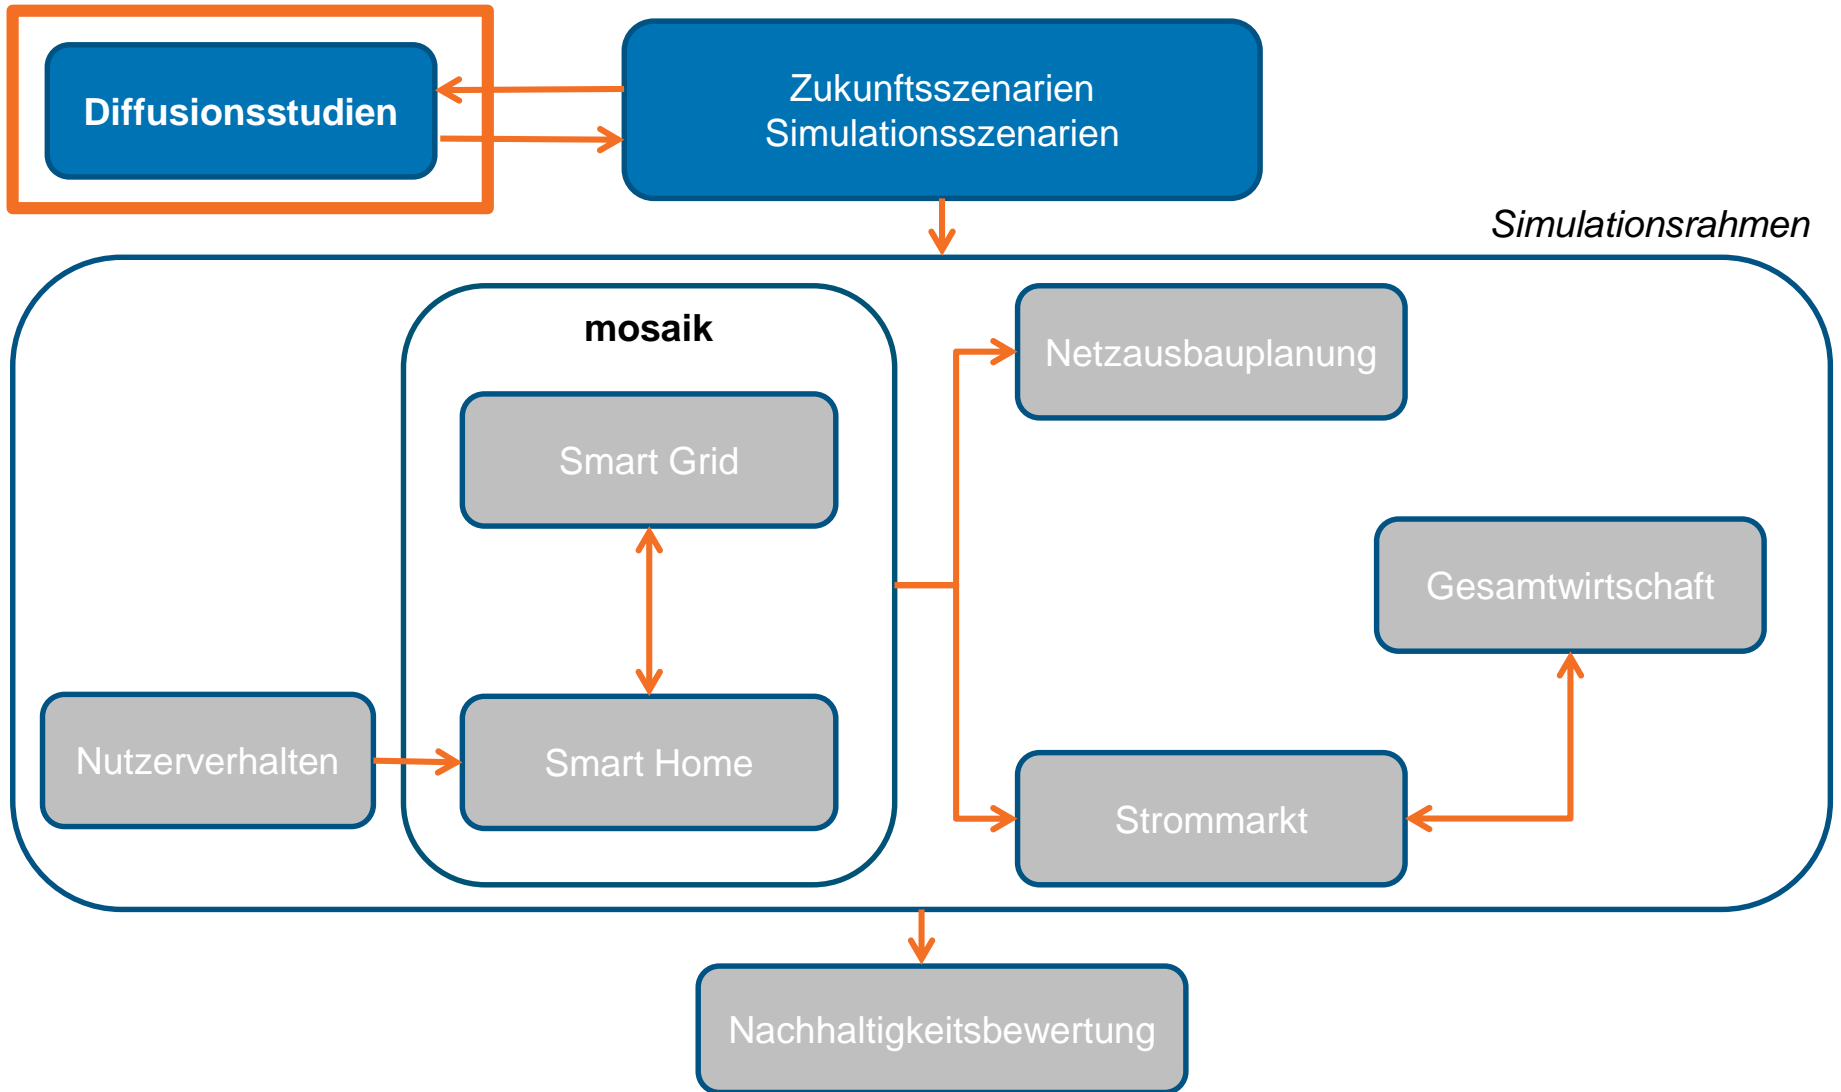 Diffusionsstudien
Zukunftsszenarien
Simulationsszenarien
Simulationsrahmen
mosaik
Netzausbauplanung
Smart Grid
Gesamtwirtschaft
Nutzerverhalten
Smart Home
Strommarkt
Nachhaltigkeitsbewertung